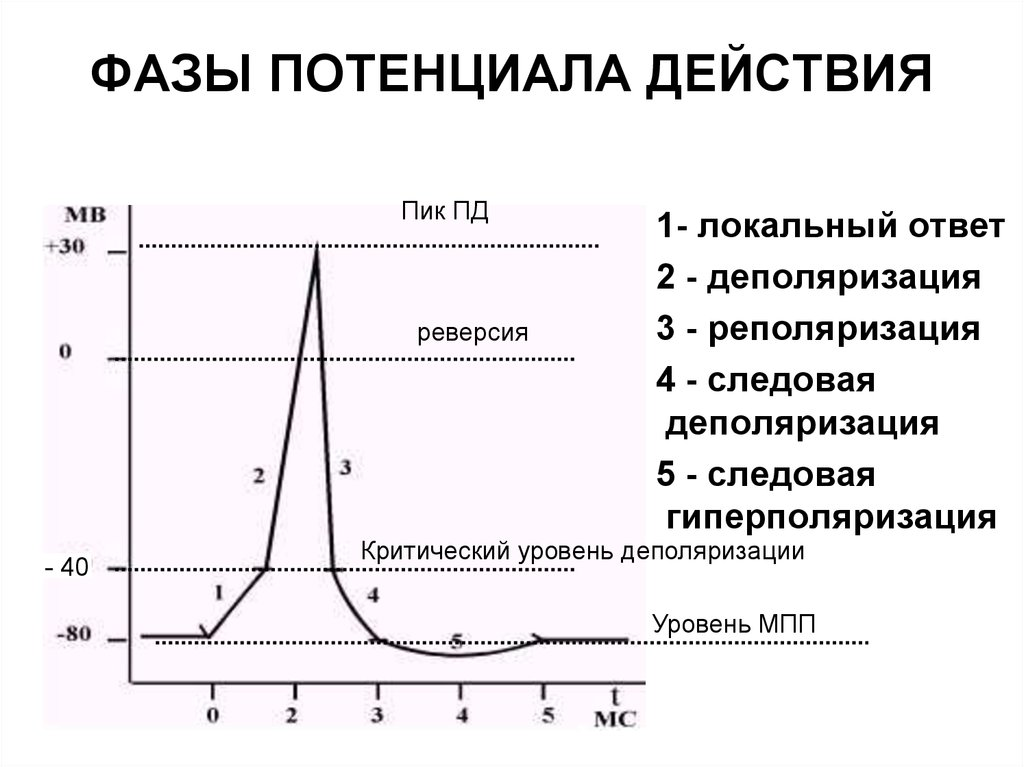 ФАЗЫ ПОТЕНЦИАЛА ДЕЙСТВИЯ
МВ
+30
0
- 40
-80
Пик ПД
реверсия
Критический уровень деполяризации
Уровень МПП
1
2
3
4
5
0
2
3
4
5
t
МС
1- локальный ответ
2 - деполяризация
3 - реполяризация
4 - следовая
деполяризация
5 - следовая
гиперполяризация